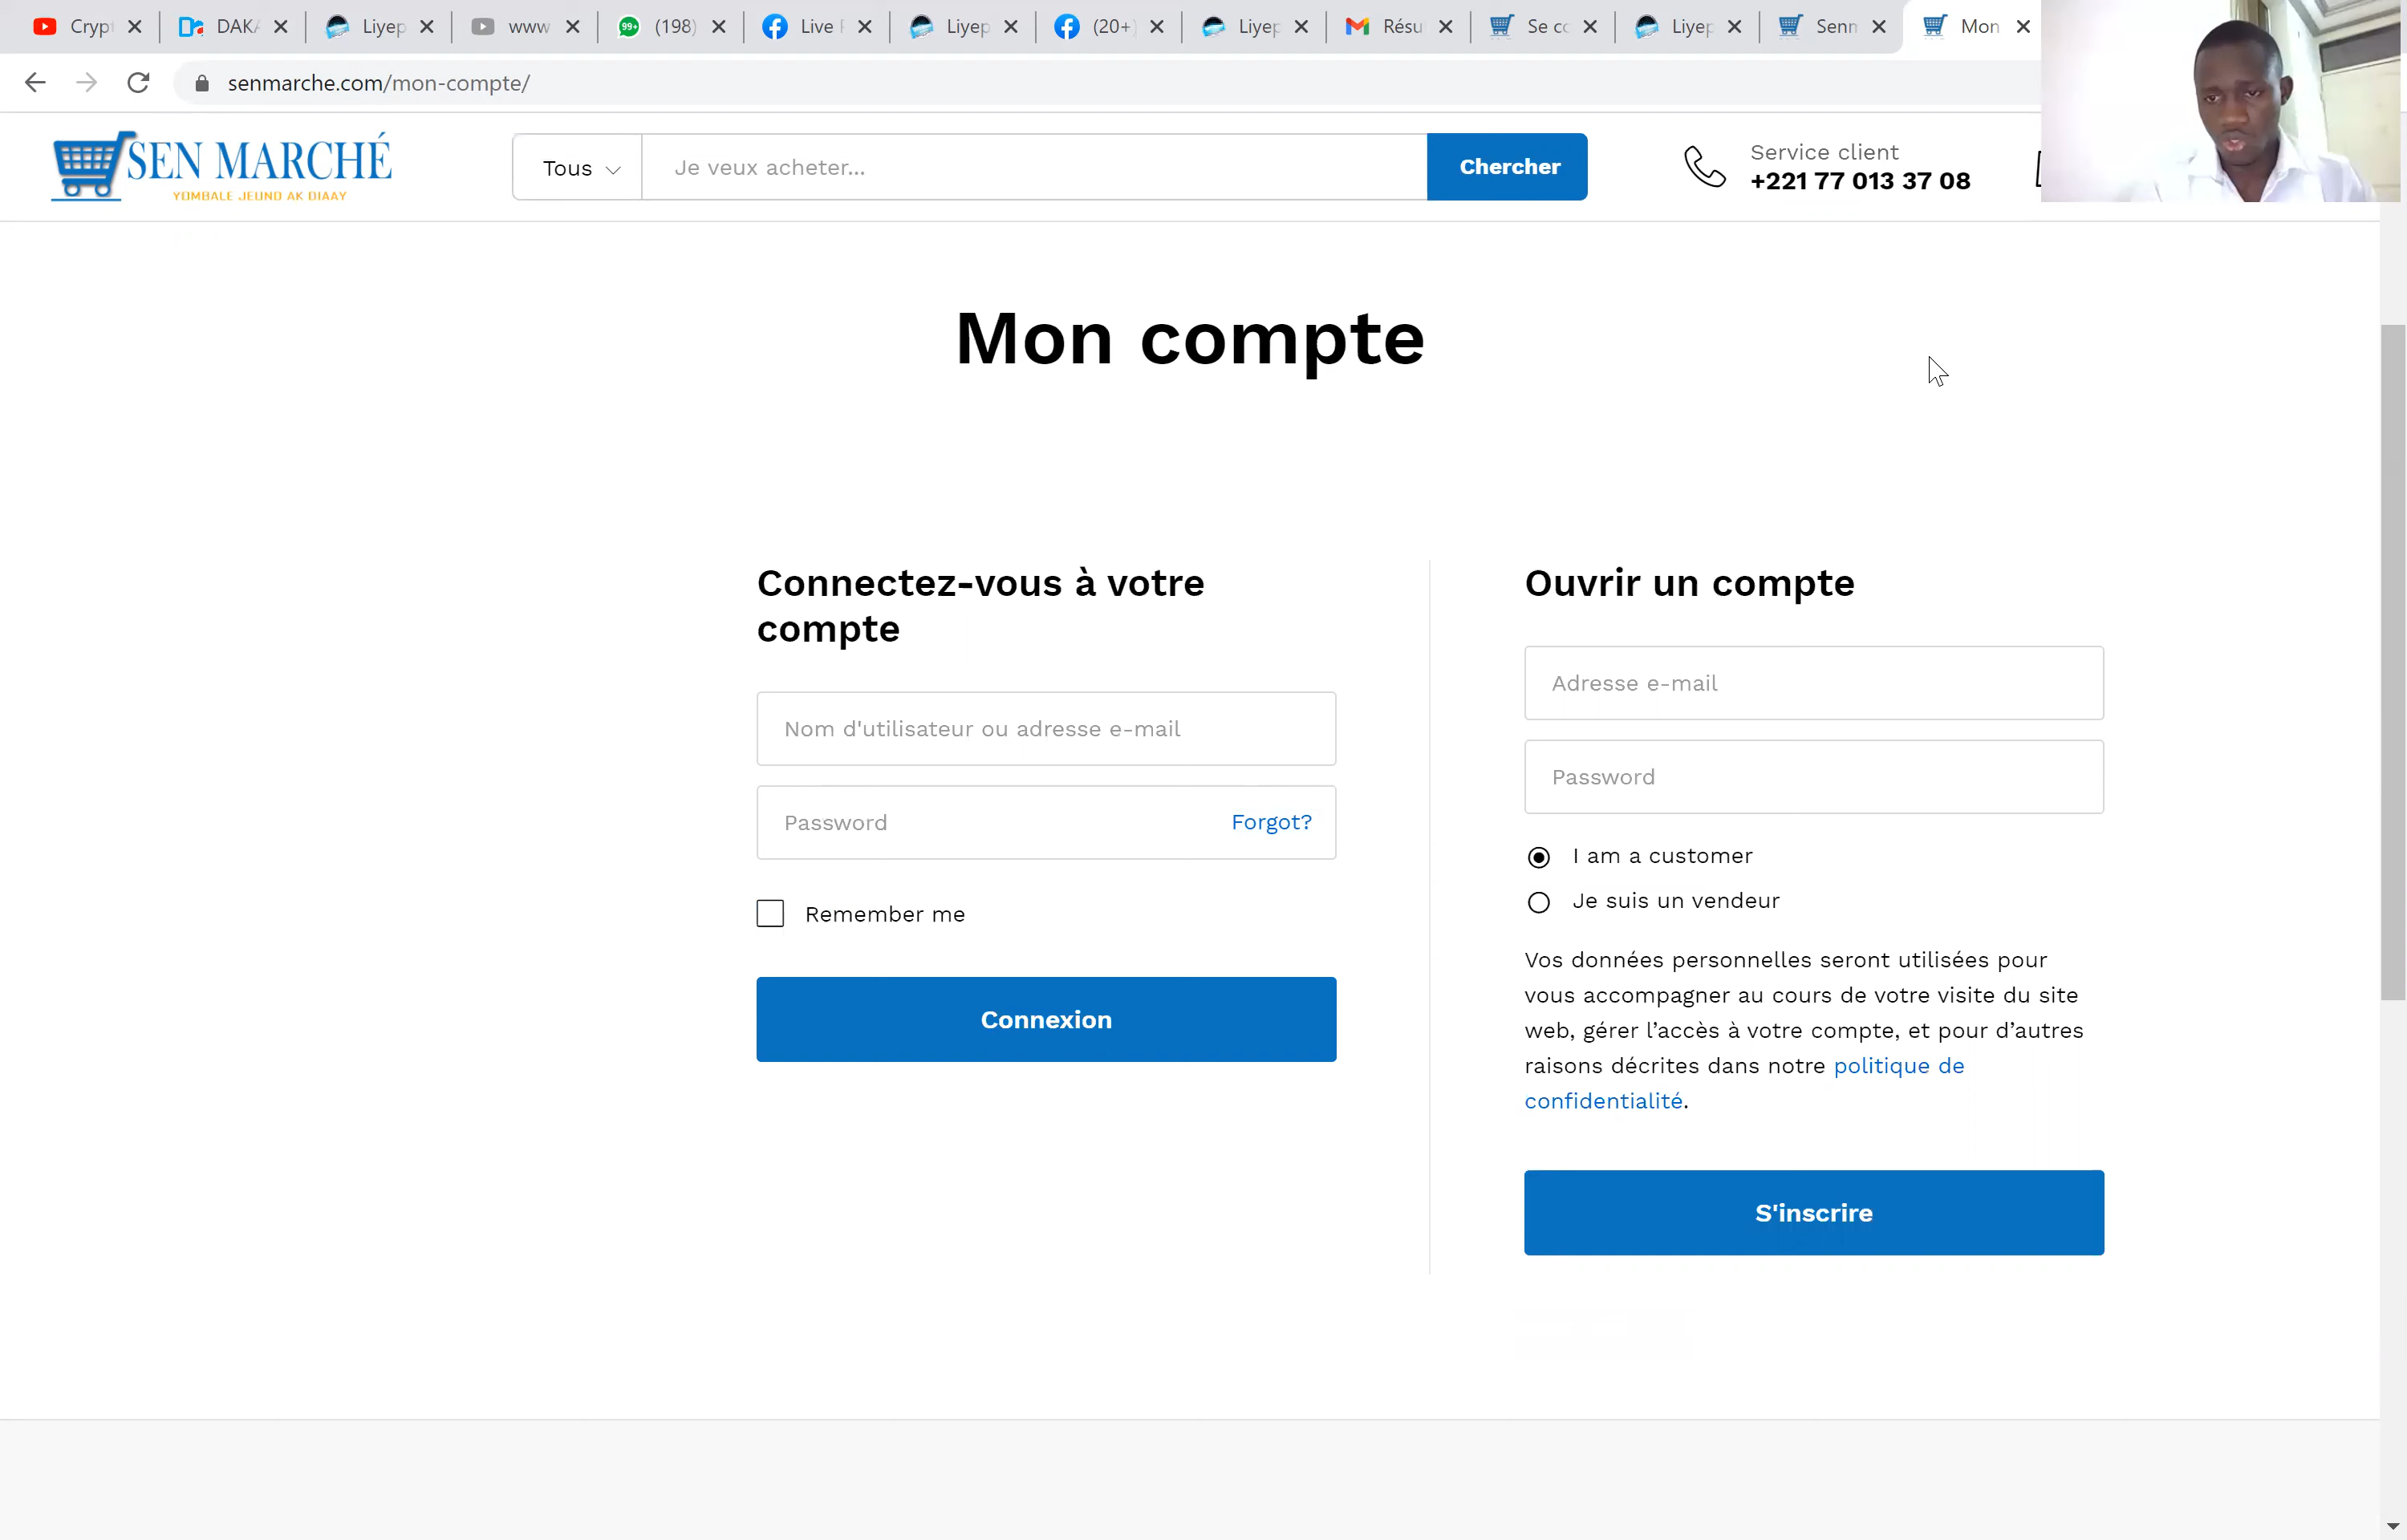 Cryp
DAKA
Liyep
www
99+
(198)
Live
Liyep
(20+)
Liyep
Résu
Se co
Liyep
Senm
Mon
senmarche.com/mon-compte/
SEN MARCHÉ
YOMBALE JEUND AK DIAAY
Tous
Je veux acheter...
Chercher
Service client
+221 77 013 37 08
Mon compte
Connectez-vous à votre
compte
Nom d'utilisateur ou adresse e-mail
Password
Forgot?
Remember me
Connexion
Ouvrir un compte
Adresse e-mail
Password
I am a customer
Je suis un vendeur
Vos données personnelles seront utilisées pour
vous accompagner au cours de votre visite du site
web, gérer l’accès à votre compte, et pour d’autres
raisons décrites dans notre politique de
confidentialité.
S'inscrire